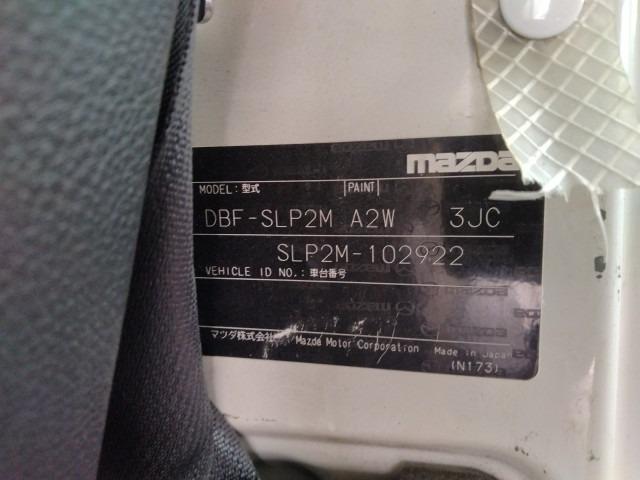 mazda
MODEL: 型式 PAINT
DBF-SLP2M A2W 3JC
SLP2M-102922
VEHICLE ID NO.: 車台番号
マツダ株式会社 Mazda Motor Corporation Made in Japan
(N173)